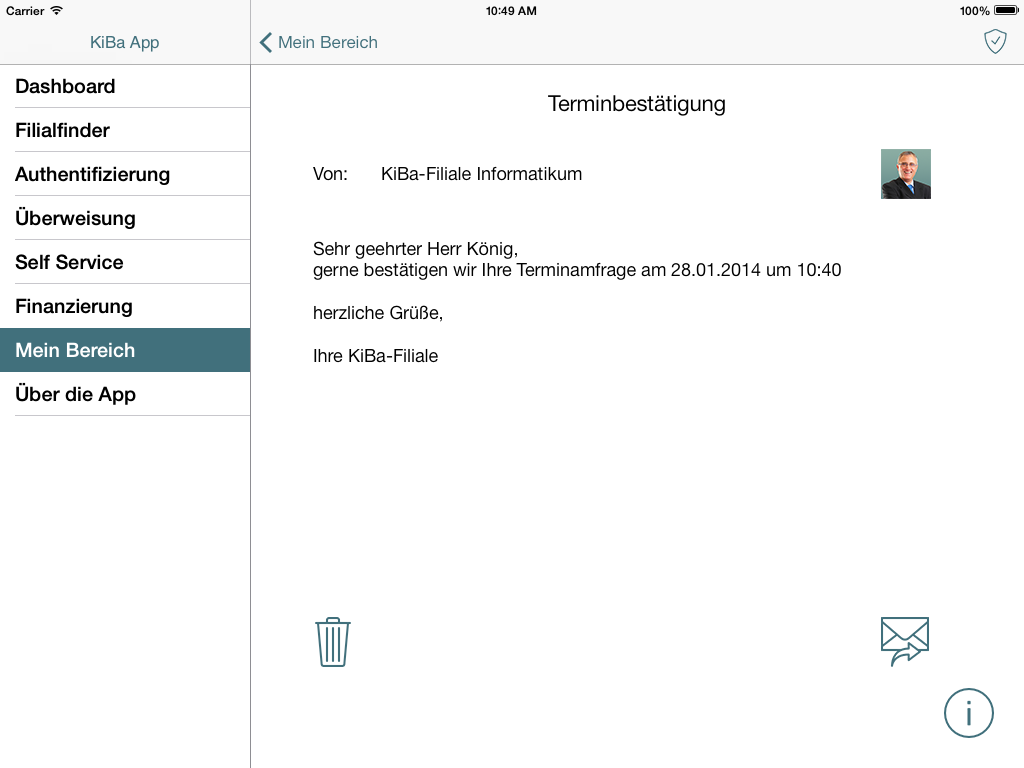 Carrier 10:49 AM 100%
KiBa App Mein Bereich
Dashboard
Filialfinder
Authentifizierung
Überweisung
Self Service
Finanzierung
Mein Bereich
Über die App
Terminbestätigung
Von: KiBa-Filiale Informatikum
Sehr geehrter Herr König,
gerne bestätigen wir Ihre Terminamfrage am 28.01.2014 um 10:40
herzliche Grüße,
Ihre KiBa-Filiale
i